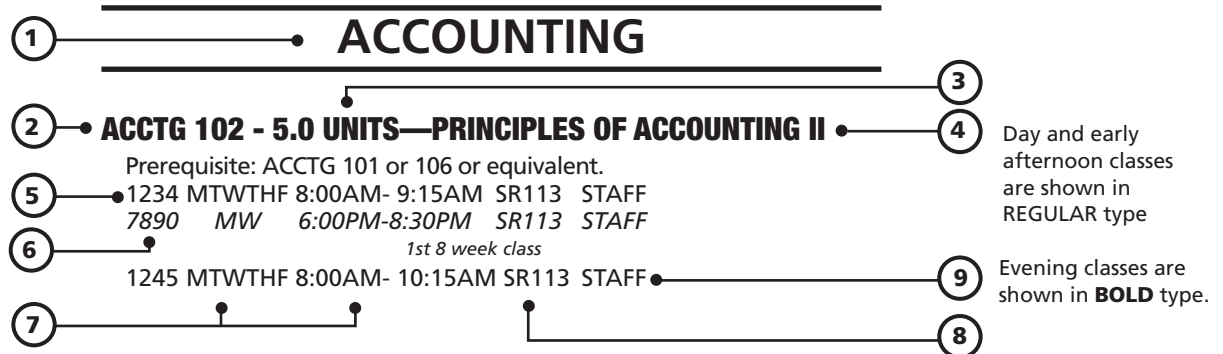 1
ACCOUNTING
3
2
ACCTG 102 - 5.0 UNITS—PRINCIPLES OF ACCOUNTING II
4
Prerequisite: ACCTG 101 or 106 or equivalent.
5
1234 MTWTHF 8:00AM- 9:15AM SR113 STAFF
7890 MW 6:00PM-8:30PM SR113 STAFF
6
1st 8 week class
1245 MTWTHF 8:00AM- 10:15AM SR113 STAFF
9
7
8
Day and early
afternoon classes
are shown in
REGULAR type
Evening classes are
shown in BOLD type.